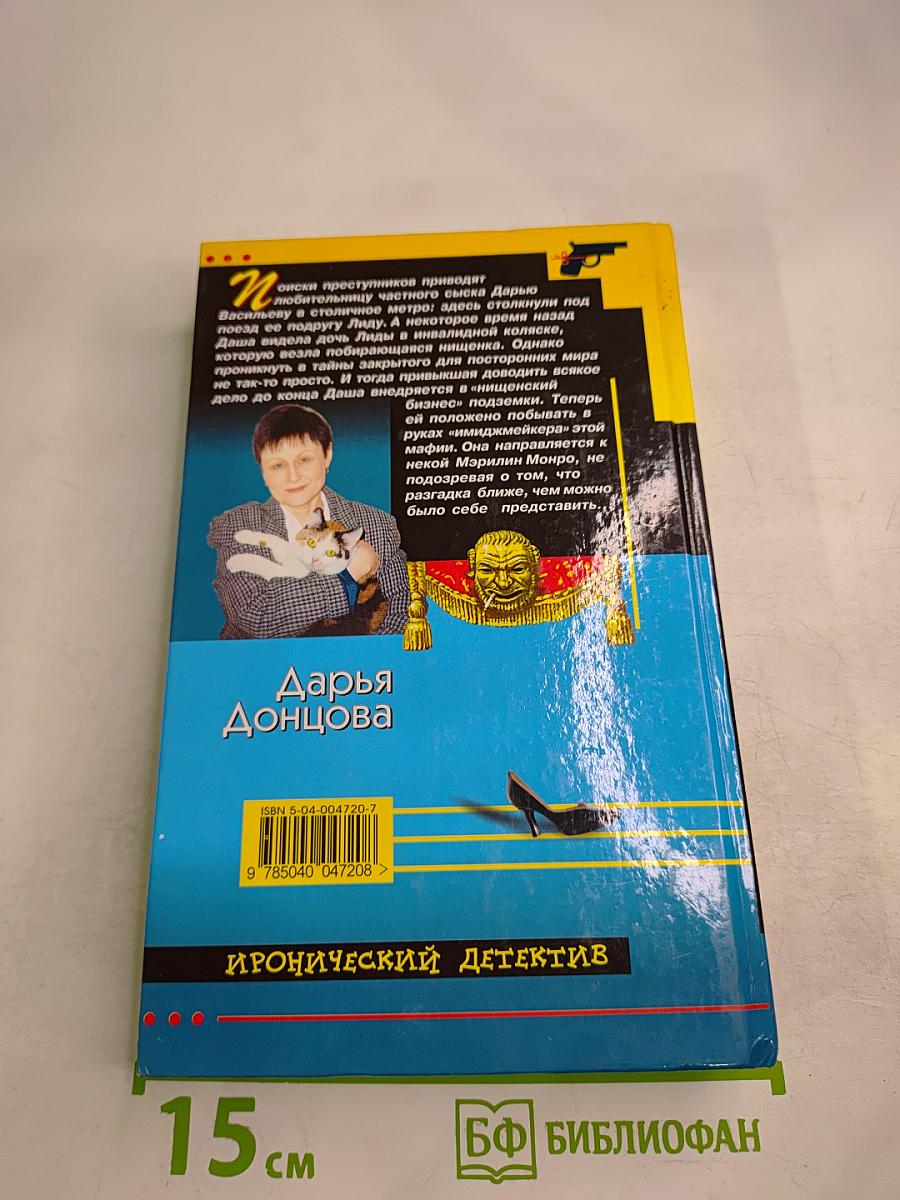 Поиски преступников приводят
любительницу частного сыска Дарью
Васильеву в столичное метро: здесь столкнули под
поезд ее подругу Лиду. А некоторое время назад
Даша видела дочь Лиды в инвалидной коляске,
которую везла побирающаяся нищенка. Однако
проникнуть в тайны закрытого для посторонних мира
не так-то просто. И тогда привыкшая доводить всякое
дело до конца Даша внедряется в «нищенский
бизнес» подземки. Теперь
ей положено побывать в
руках «имиджмейкера» этой
мафии. Она направляется к
некой Мэрилин Монро, не
подозревая о том, что
разгадка ближе, чем можно
было себе представить..
Дарья
Донцова
ISBN 5-04-004720-7
9 785040 047208 >
ИРОНИЧЕСКИЙ ДЕТЕКТИВ
15 см
БФ БИБЛИОФАН